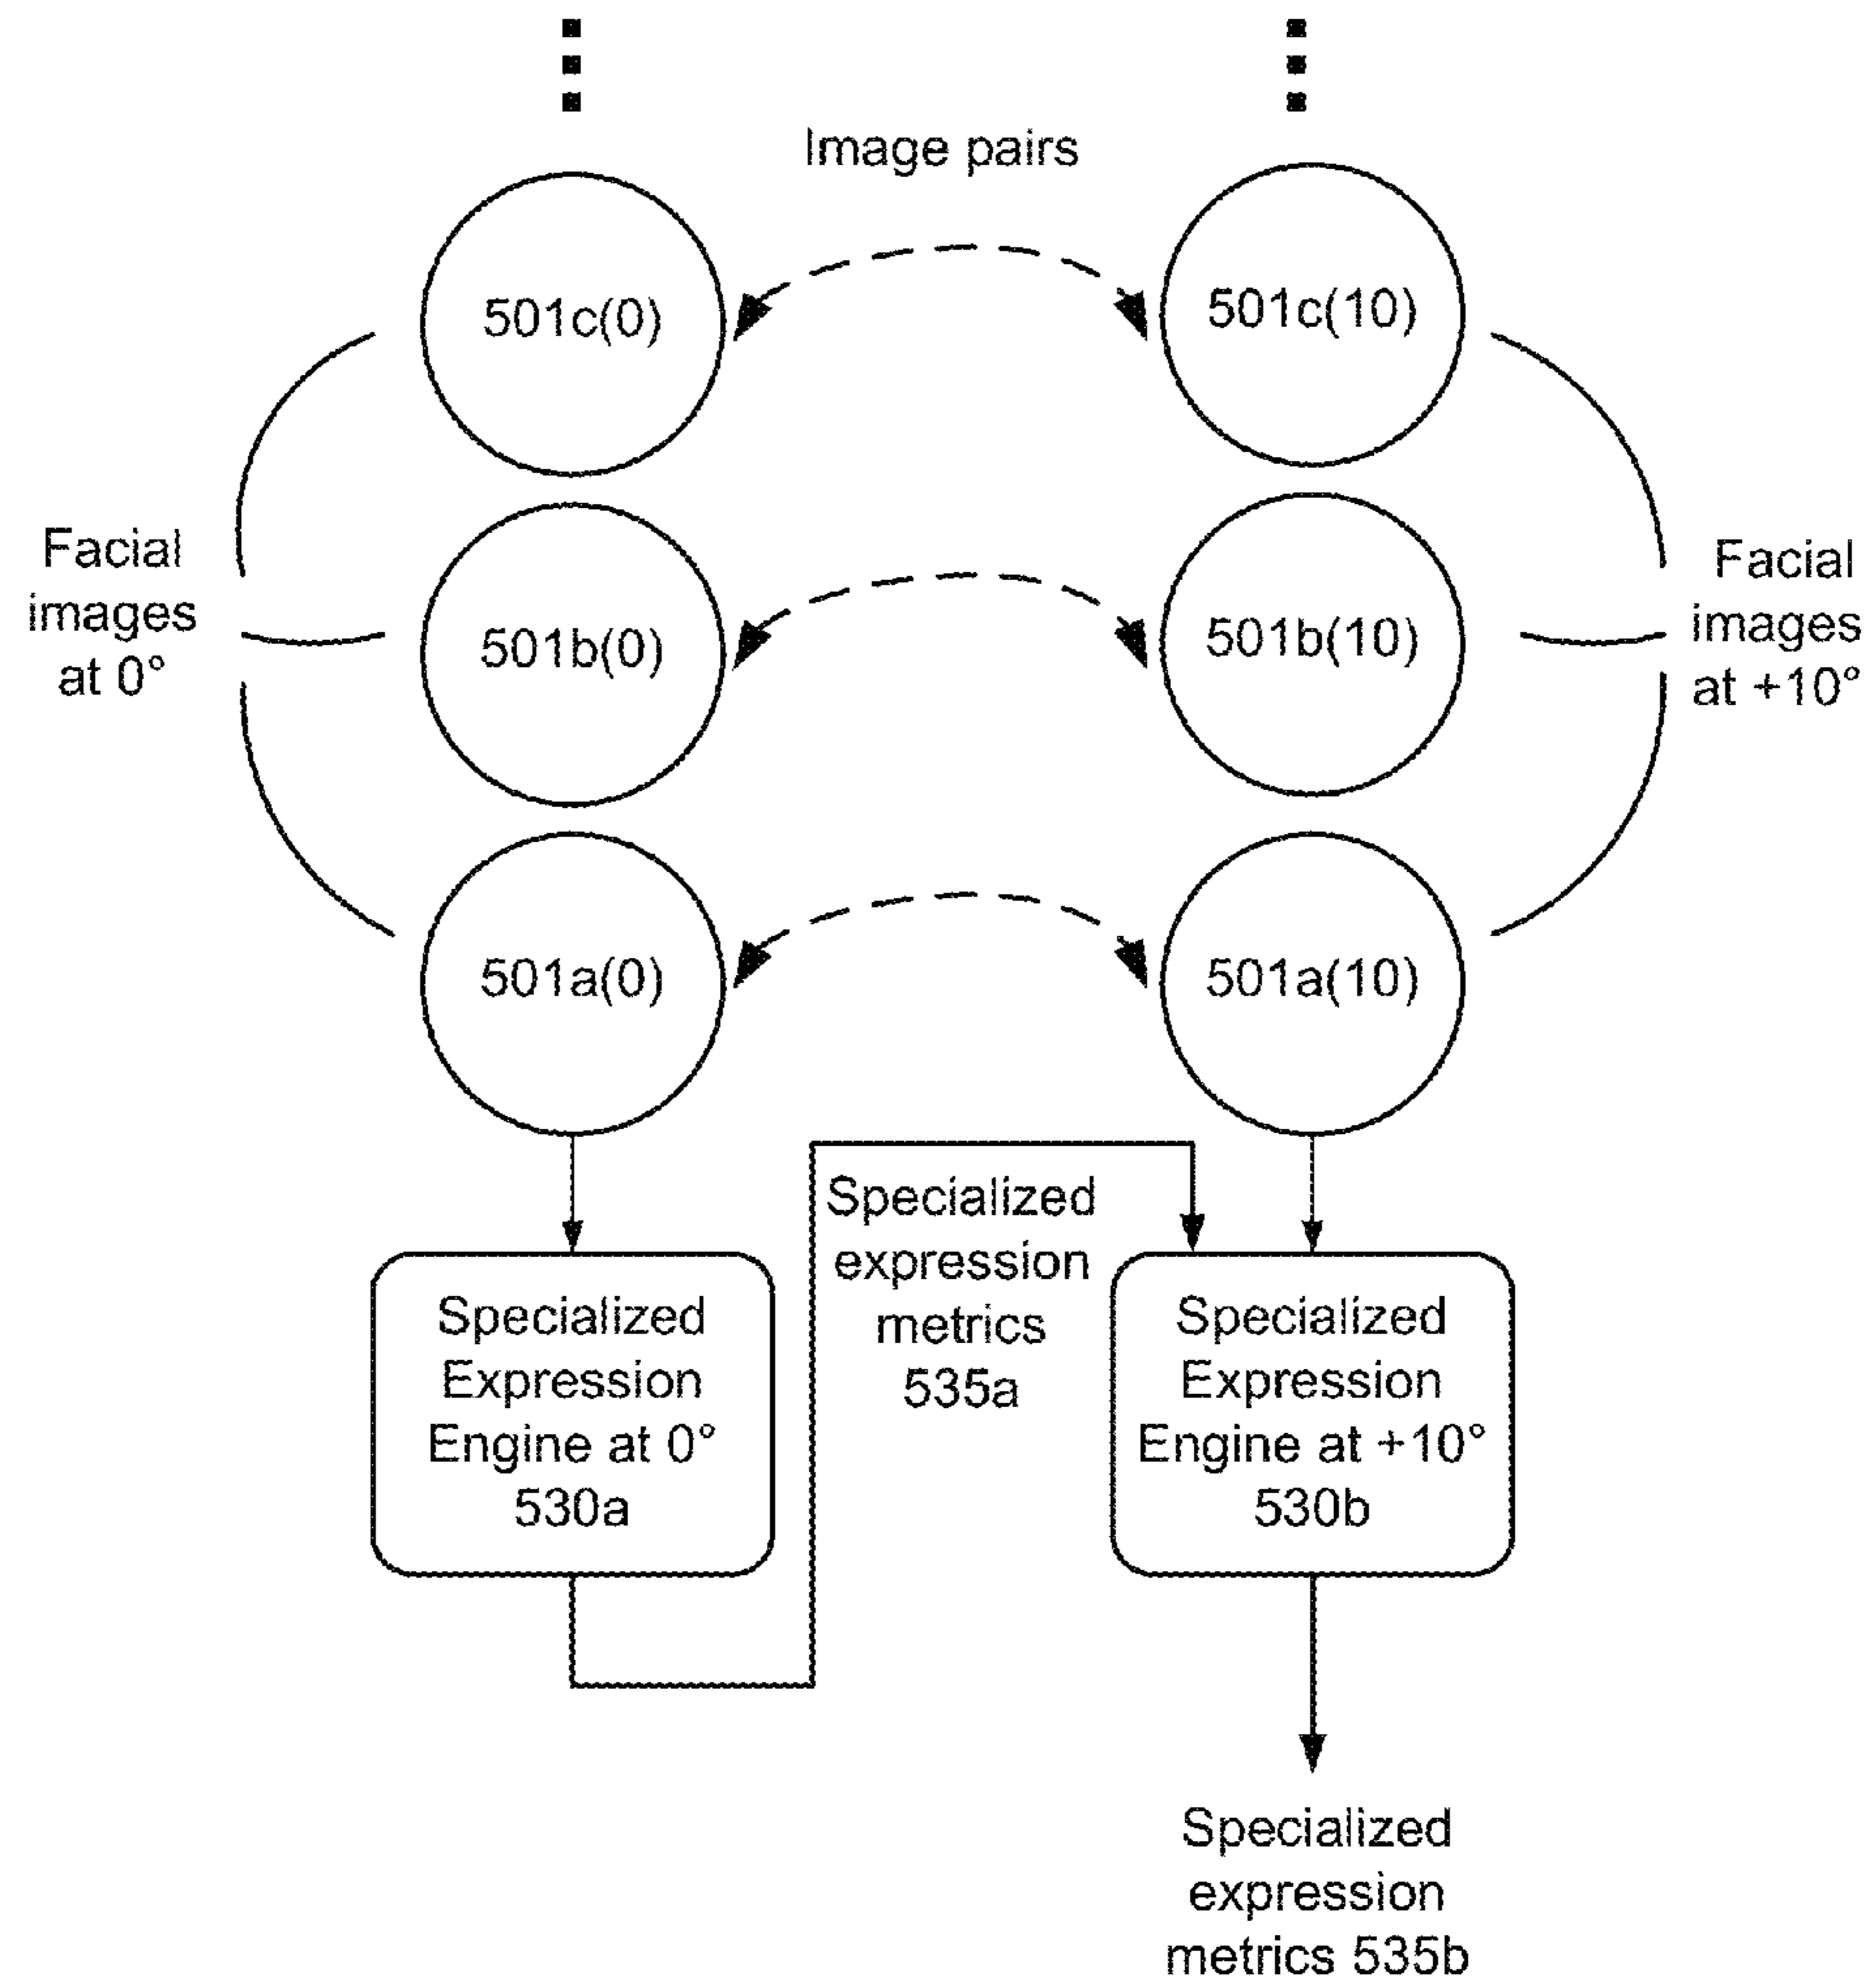 Image pairs
501c(0)
501c(10)
Facial
images
at 0°
501b(0)
501b(10)
Facial
images
at +10°
501a(0)
501a(10)
Specialized
expression
metrics
535a
Specialized
Expression
Engine at 0°
530a
Specialized
Expression
Engine at +10°
530b
Specialized
expression
metrics 535b